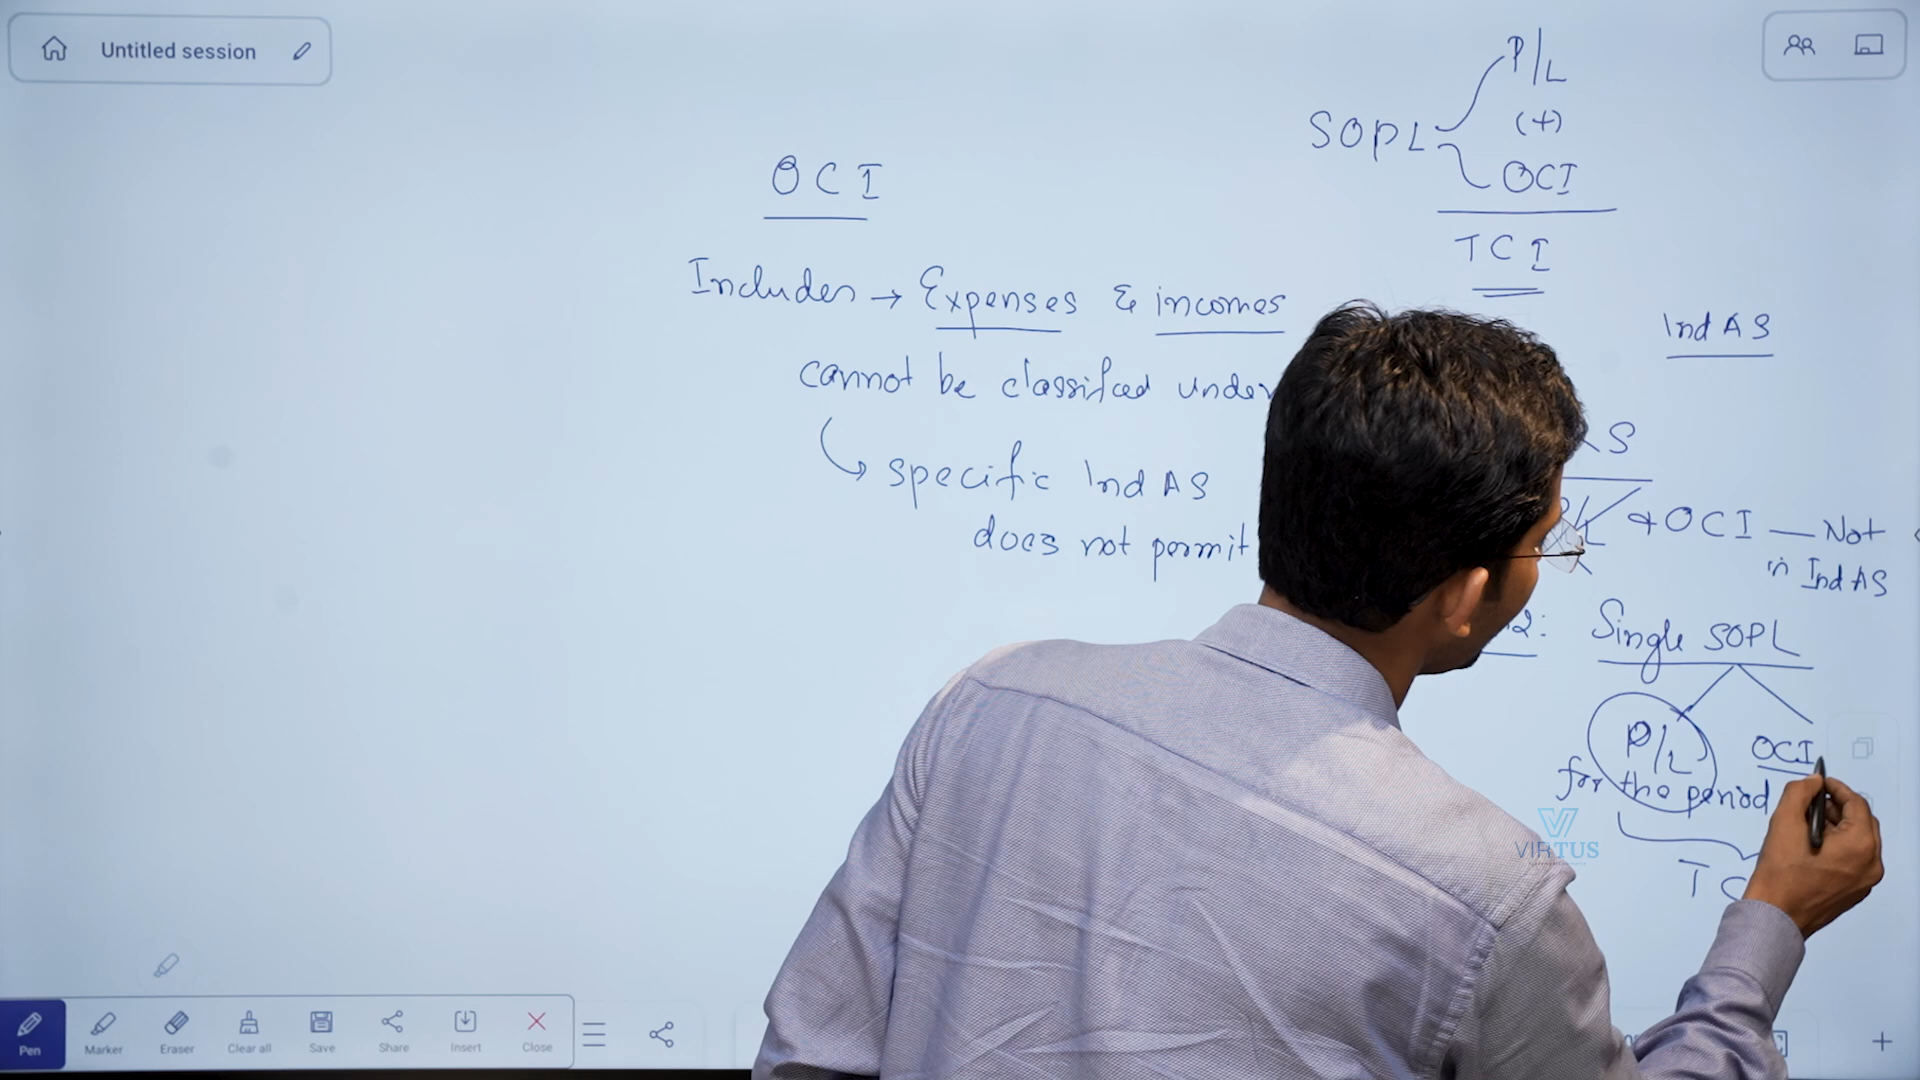 Untitled session
P/L
SOPL
(+)
OCI
TCI
OCI
Includes → Expenses & incomes
cannot be classified under
specific Ind AS
does not permit
Ind AS
S
P/L & OCI — Not
in Ind AS
2: Single SOPL
P/L OCI
for the period
T C
VIRTUS
Pen
Marker
Eraser
Clear all
Save
Share
Insert
Close